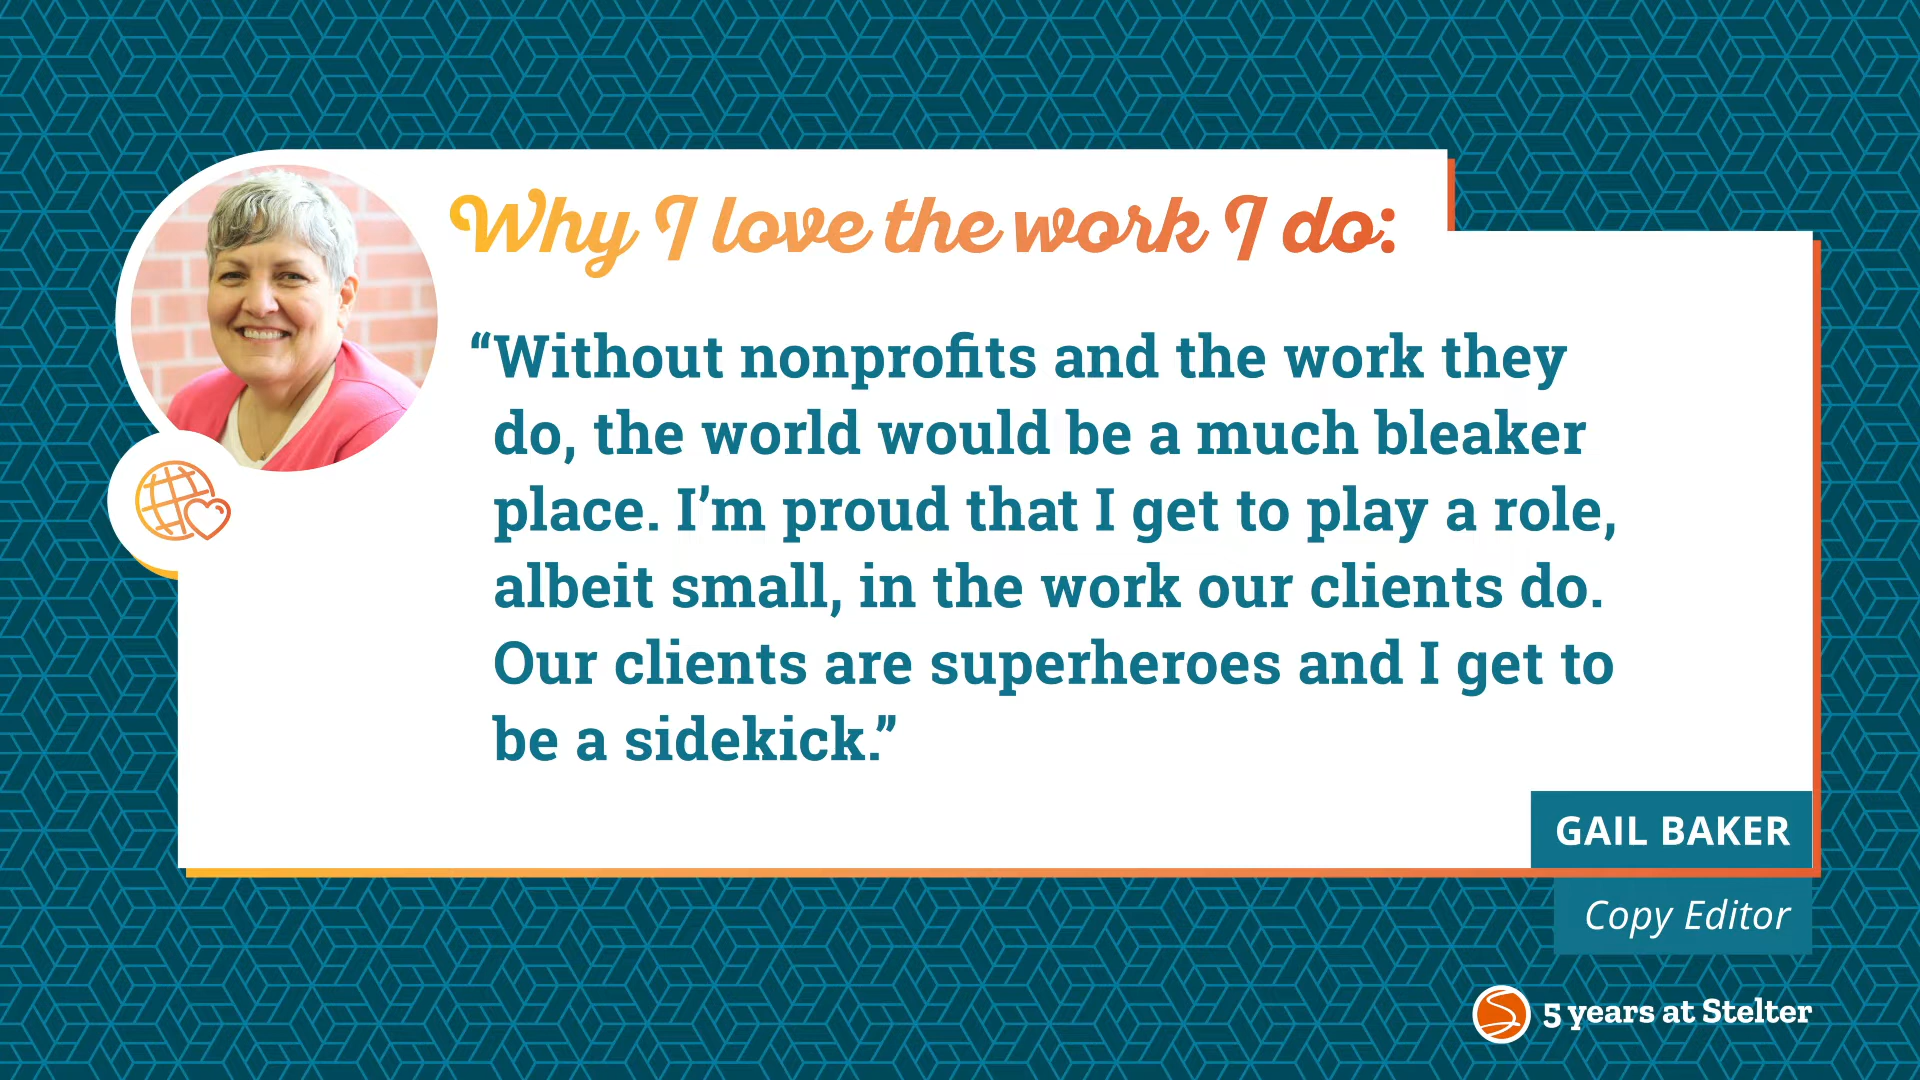 Why I love the work I do:
“Without nonprofits and the work they
do, the world would be a much bleaker
place. I’m proud that I get to play a role,
albeit small, in the work our clients do.
Our clients are superheroes and I get to
be a sidekick.”
GAIL BAKER
Copy Editor
5 years at Stelter